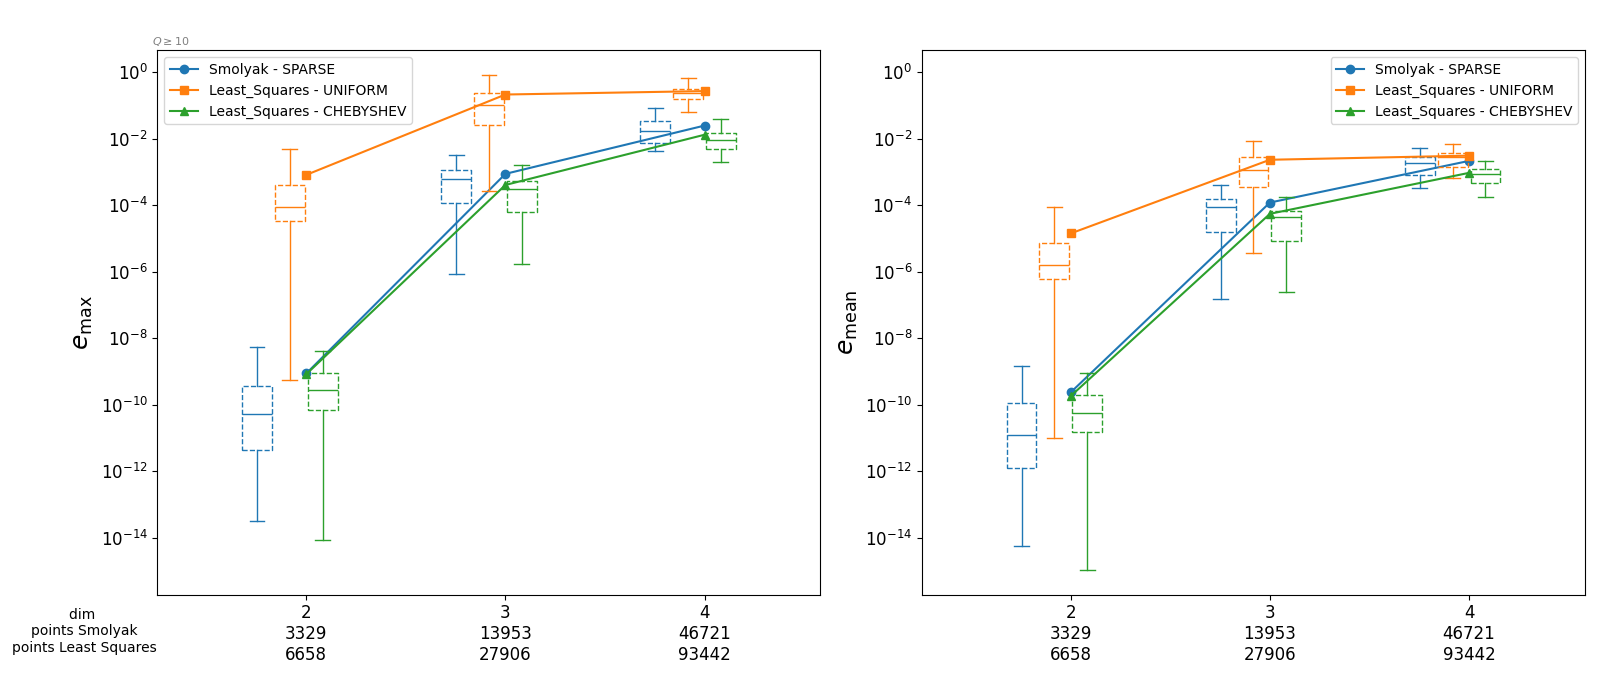 Q ≥ 10
Smolyak - SPARSE
Least_Squares - UNIFORM
Least_Squares - CHEBYSHEV
10^0
10^-2
10^-4
10^-6
10^-8
10^-10
10^-12
10^-14
e_max
dim
points Smolyak
points Least Squares
2 3 4
3329 13953 46721
6658 27906 93442
Smolyak - SPARSE
Least_Squares - UNIFORM
Least_Squares - CHEBYSHEV
10^0
10^-2
10^-4
10^-6
10^-8
10^-10
10^-12
10^-14
e_mean
2 3 4
3329 13953 46721
6658 27906 93442